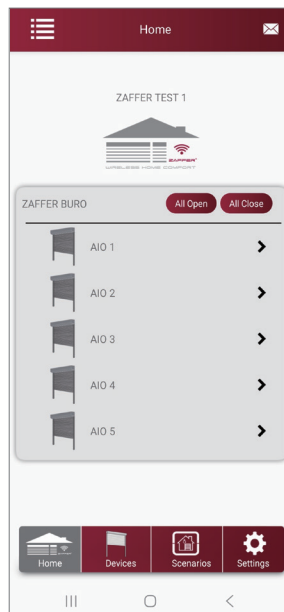 Home
ZAFFER TEST 1
ZAFFER
WIRELESS HOME COMFORT
ZAFFER BURO
All Open
All Close
AIO 1
AIO 2
AIO 3
AIO 4
AIO 5
Home
Devices
Scenarios
Settings